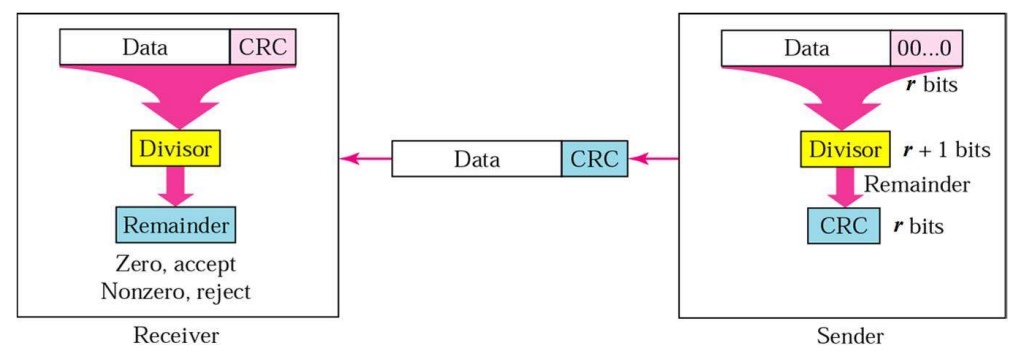 Data CRC
Divisor
Remainder
Zero, accept
Nonzero, reject
Receiver
Data CRC
Data 00...0
r bits
Divisor r + 1 bits
Remainder
CRC r bits
Sender